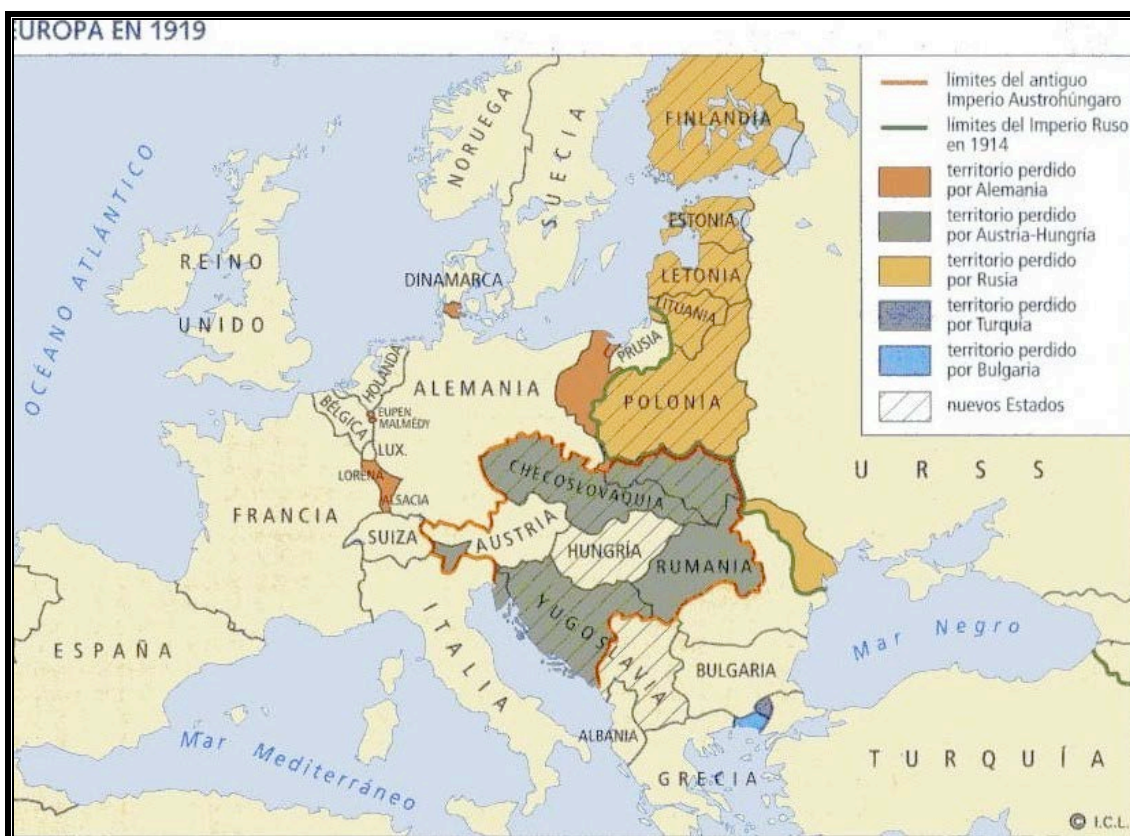 EUROPA EN 1919
límites del antiguo
Imperio Austrohúngaro
límites del Imperio Ruso
en 1914
territorio perdido
por Alemania
territorio perdido
por Austria-Hungría
territorio perdido
por Rusia
territorio perdido
por Turquía
territorio perdido
por Bulgaria
nuevos Estados
OCÉANO ATLÁNTICO
NORUEGA
SUECIA
FINLANDIA
ESTONIA
LETONIA
LITUANIA
REINO
UNIDO
DINAMARCA
PRUSIA
HOLANDA
ALEMANIA
POLONIA
BÉLGICA
EUPEN
MALMÉDY
LUX.
LORENA
ALSACIA
CHECOSLOVAQUIA
URSS
FRANCIA
SUIZA
AUSTRIA
HUNGRÍA
RUMANIA
YUGOSLAVIA
ITALIA
ESPAÑA
BULGARIA
Mar Negro
ALBANIA
Mar Mediterráneo
GRECIA
TURQUÍA
© I.C.L.